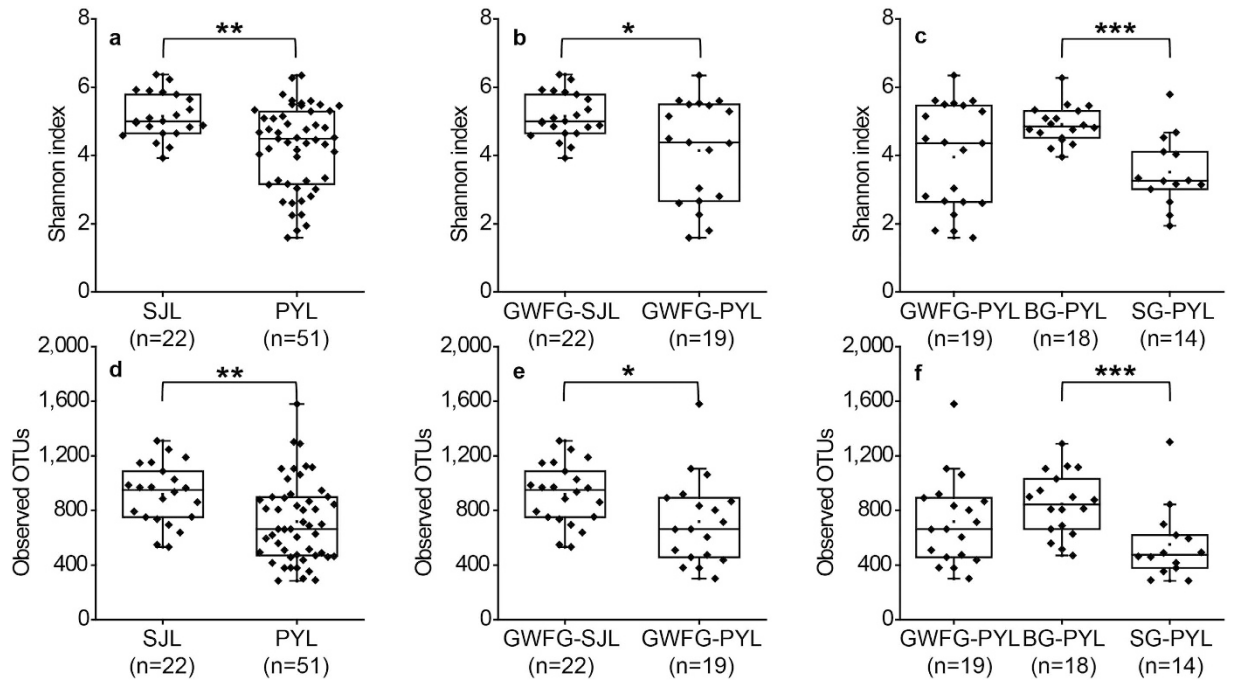 a
**
Shannon index
8
6
4
2
0
SJL
(n=22)
PYL
(n=51)
b
*
Shannon index
8
6
4
2
0
GWFG-SJL
(n=22)
GWFG-PYL
(n=19)
c
***
Shannon index
8
6
4
2
0
GWFG-PYL
(n=19)
BG-PYL
(n=18)
SG-PYL
(n=14)
d
**
Observed OTUs
2,000
1,600
1,200
800
400
0
SJL
(n=22)
PYL
(n=51)
e
*
Observed OTUs
2,000
1,600
1,200
800
400
0
GWFG-SJL
(n=22)
GWFG-PYL
(n=19)
f
***
Observed OTUs
2,000
1,600
1,200
800
400
0
GWFG-PYL
(n=19)
BG-PYL
(n=18)
SG-PYL
(n=14)